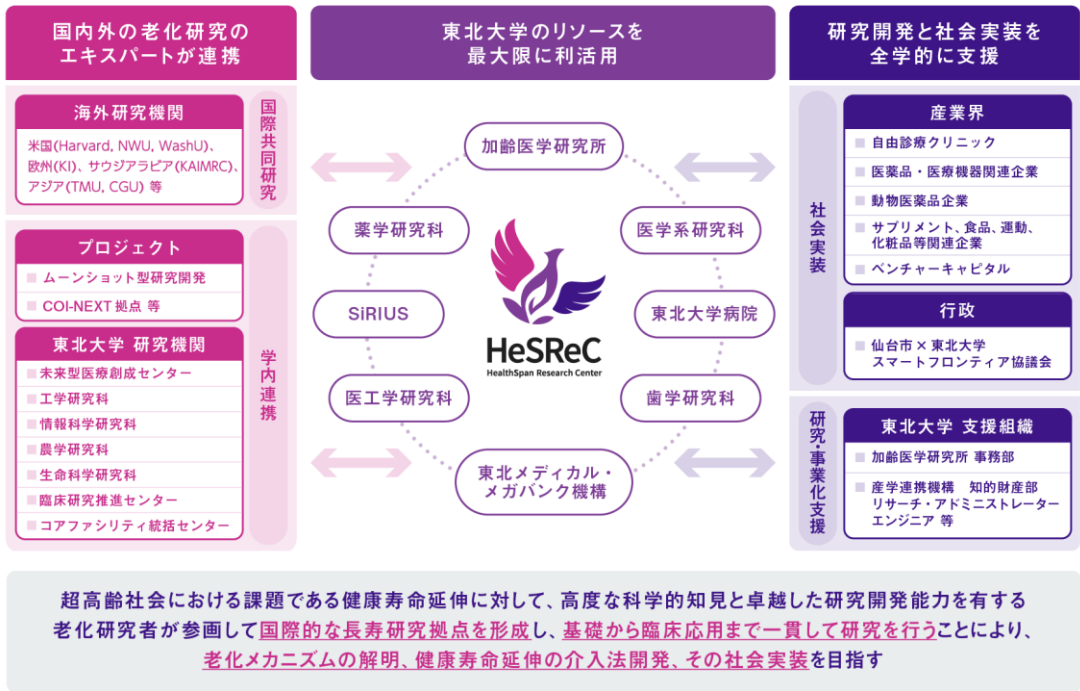 国内外の老化研究の
エキスパートが連携
海外研究機関
米国(Harvard, NWU, WashU)、
欧州(KI)、サウジアラビア(KAIMRC)、
アジア(TMU, CGU) 等
国際共同研究
プロジェクト
ムーンショット型研究開発
COI-NEXT 拠点 等
東北大学 研究機関
未来型医療創成センター
工学研究科
情報科学研究科
農学研究科
生命科学研究科
臨床研究推進センター
コアファシリティ統括センター
学内連携
東北大学のリソースを
最大限に利活用
加齢医学研究所
薬学研究科
医学系研究科
SiRIUS
東北大学病院
HeSReC
HealthSpan Research Center
医工学研究科
歯学研究科
東北メディカル・
メガバンク機構
研究開発と社会実装を
全学的に支援
社会実装
産業界
自由診療クリニック
医薬品・医療機器関連企業
動物医薬品企業
サプリメント、食品、運動、
化粧品等関連企業
ベンチャーキャピタル
行政
仙台市×東北大学
スマートフロンティア協議会
研究・事業化支援
東北大学 支援組織
加齢医学研究所 事務部
産学連携機構 知的財産部
リサーチ・アドミニストレーター
エンジニア 等
超高齢社会における課題である健康寿命延伸に対して、高度な科学的知見と卓越した研究開発能力を有する
老化研究者が参画して国際的な長寿研究拠点を形成し、基礎から臨床応用まで一貫して研究を行うことにより、
老化メカニズムの解明、健康寿命延伸の介入法開発、その社会実装を目指す